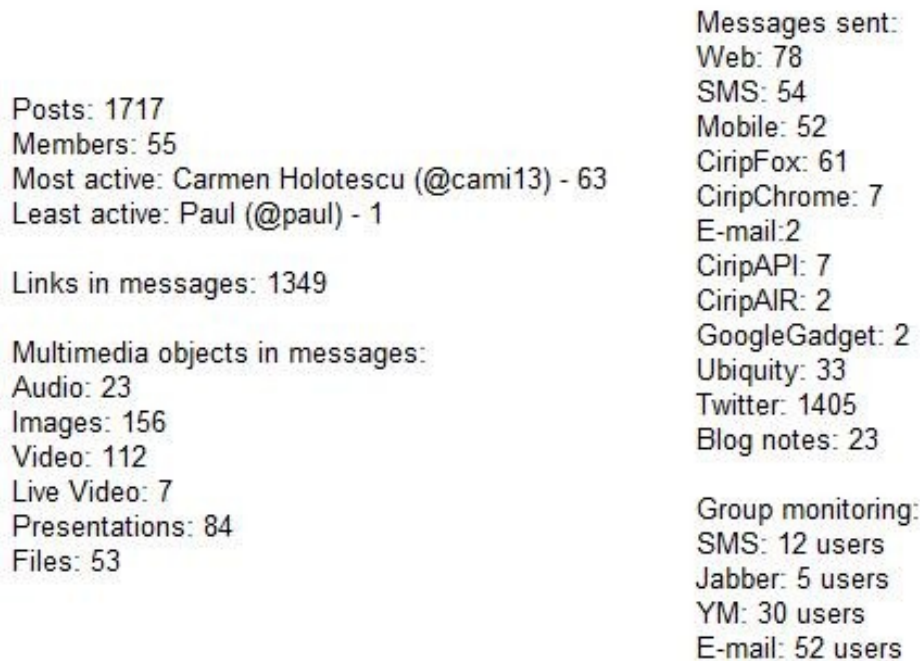 Posts: 1717
Members: 55
Most active: Carmen Holotescu (@cami13) - 63
Least active: Paul (@paul) - 1
Links in messages: 1349
Multimedia objects in messages:
Audio: 23
Images: 156
Video: 112
Live Video: 7
Presentations: 84
Files: 53
Messages sent:
Web: 78
SMS: 54
Mobile: 52
CiripFox: 61
CiripChrome: 7
E-mail:2
CiripAPI: 7
CiripAIR: 2
GoogleGadget: 2
Ubiquity: 33
Twitter: 1405
Blog notes: 23
Group monitoring:
SMS: 12 users
Jabber: 5 users
YM: 30 users
E-mail: 52 users